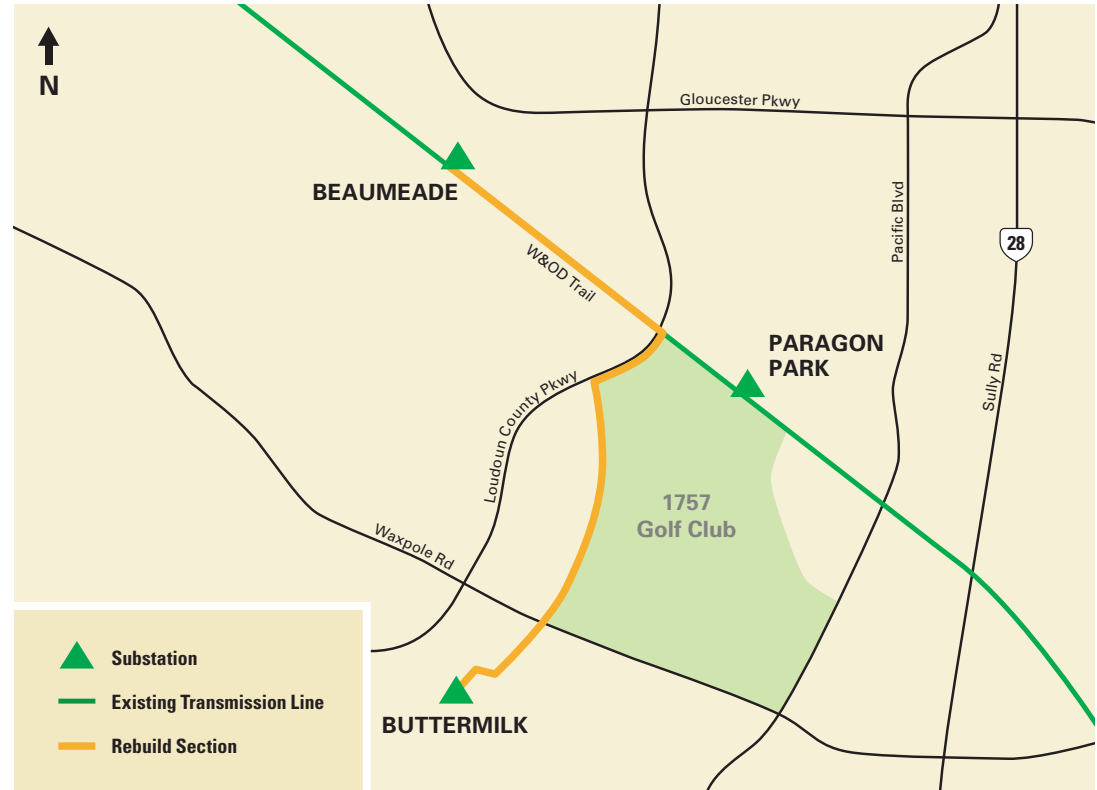 N
Gloucester Pkwy
BEAUMEADE
W&OD Trail
Pacific Blvd
28
PARAGON
PARK
Sully Rd
Loudoun County Pkwy
1757
Golf Club
Waxpole Rd
BUTTERMILK
Substation
Existing Transmission Line
Rebuild Section